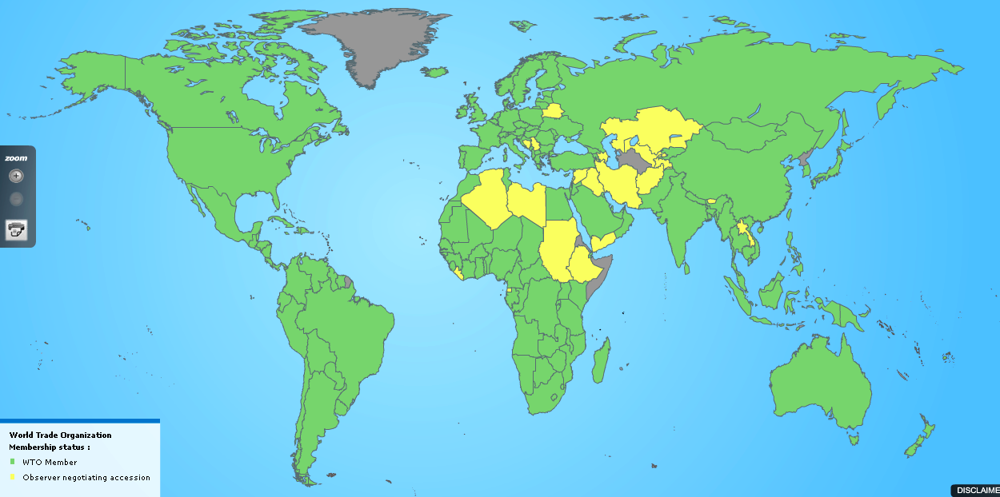 zoom
World Trade Organization
Membership status :
WTO Member
Observer negotiating accession
DISCLAIME